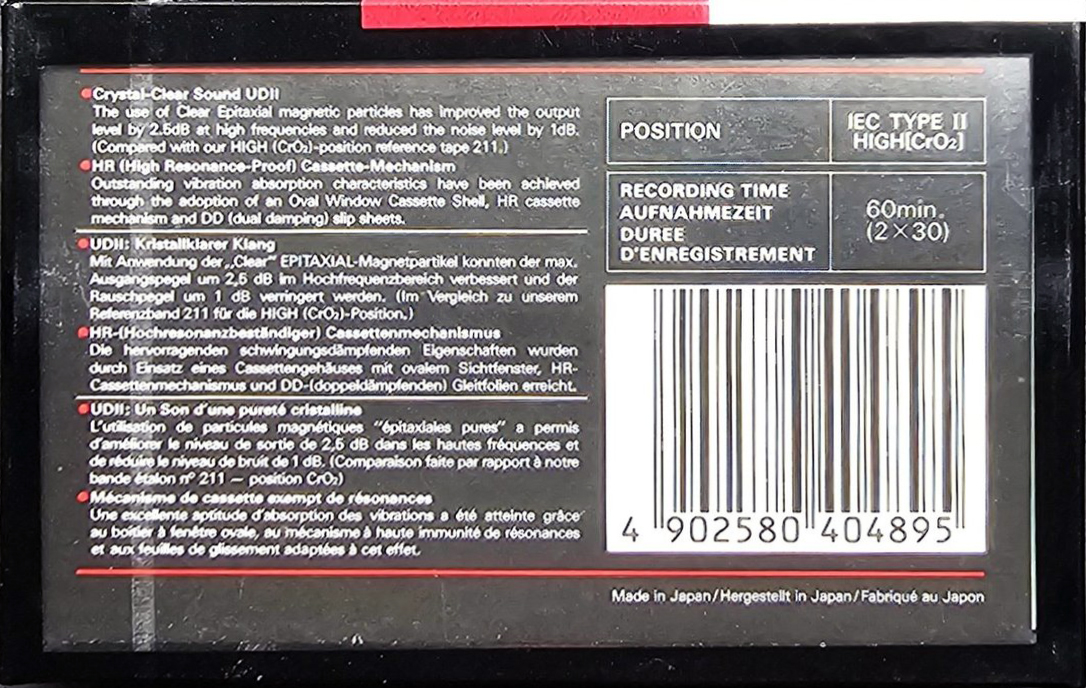 ●Crystal-Clear Sound UDII
The use of Clear Epitaxial magnetic particles has improved the output
level by 2.5dB at high frequencies and reduced the noise level by 1dB.
(Compared with our HIGH (CrO₂)-position reference tape 211.)
●HR (High Resonance-Proof) Cassette-Mechanism
Outstanding vibration absorption characteristics have been achieved
through the adoption of an Oval Window Cassette Shell, HR cassette
mechanism and DD (dual damping) slip sheets.
●UDII: Kristallklarer Klang
Mit Anwendung der „Clear" EPITAXIAL-Magnetpartikel konnten der max.
Ausgangspegel um 2,5 dB im Hochfrequenzbereich verbessert und der
Rauschpegel um 1 dB verringert werden. (Im Vergleich zu unserem
Referenzband 211 für die HIGH (CrO₂)-Position.)
●HR-(Hochresonanzbeständiger) Cassettenmechanismus
Die hervorragenden schwingungsdämpfenden Eigenschaften wurden
durch Einsatz eines Cassettengehäuses mit ovalem Sichtfenster, HR-
Cassettenmechanismus und DD-(doppeldämpfenden) Gleitfolien erreicht.
●UDII: Un Son d'une pureté cristalline
L'utilisation de particules magnétiques "épitaxiales pures" a permis
d'améliorer le niveau de sortie de 2,5 dB dans les hautes fréquences et
de réduire le niveau de bruit de 1 dB. (Comparaison faite par rapport à notre
bande étalon nº 211 – position CrO₂)
●Mécanisme de cassette exempt de résonances
Une excellente aptitude d'absorption des vibrations a été atteinte grâce
au boîtier à fenêtre ovale, au mécanisme à haute immunité de résonances
et aux feuilles de glissement adaptées à cet effet.
POSITION
IEC TYPE II
HIGH[CrO₂]
RECORDING TIME
AUFNAHMEZEIT
DUREE
D'ENREGISTREMENT
60min.
(2×30)
4 902580 404895
Made in Japan/Hergestellt in Japan/Fabriqué au Japon